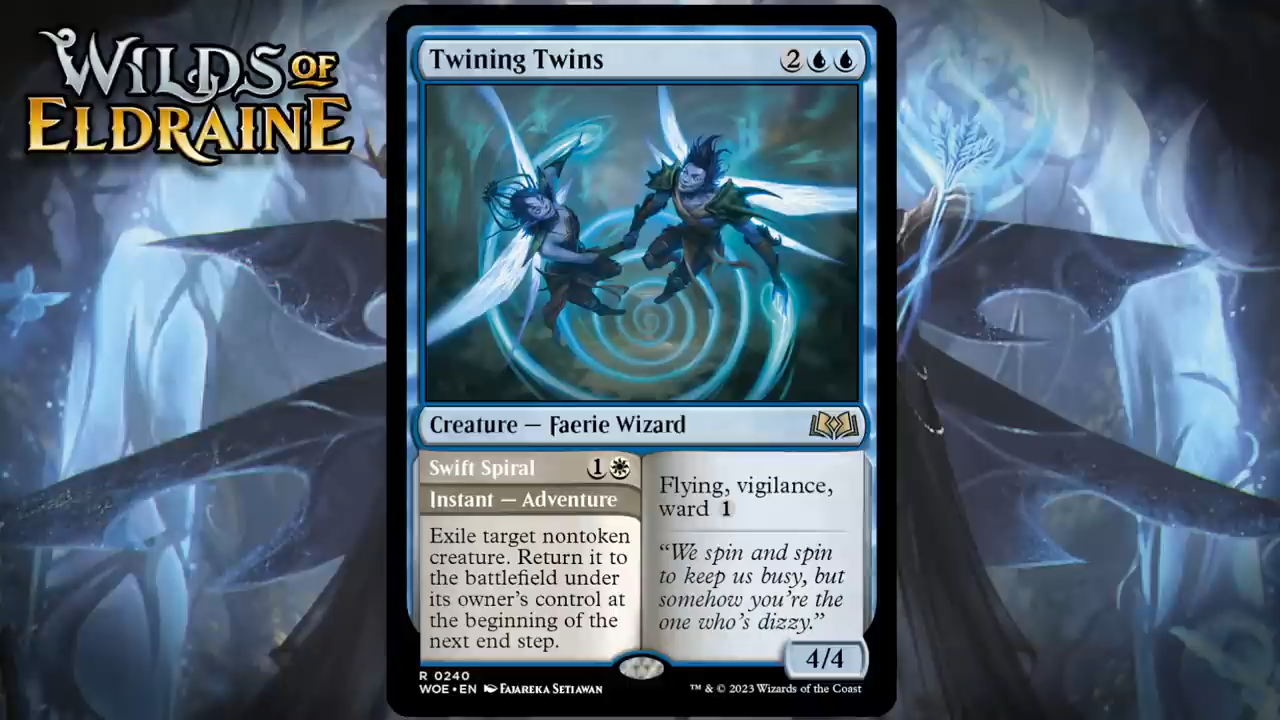 WILDS OF
ELDRAINE
Twining Twins 2
Creature — Faerie Wizard
Swift Spiral 1
Instant — Adventure
Exile target nontoken
creature. Return it to
the battlefield under
its owner's control at
the beginning of the
next end step.
Flying, vigilance,
ward 1
“We spin and spin
to keep us busy, but
somehow you're the
one who's dizzy.”
4/4
R 0240
WOE • EN Fajareka Setiawan
™ & © 2023 Wizards of the Coast